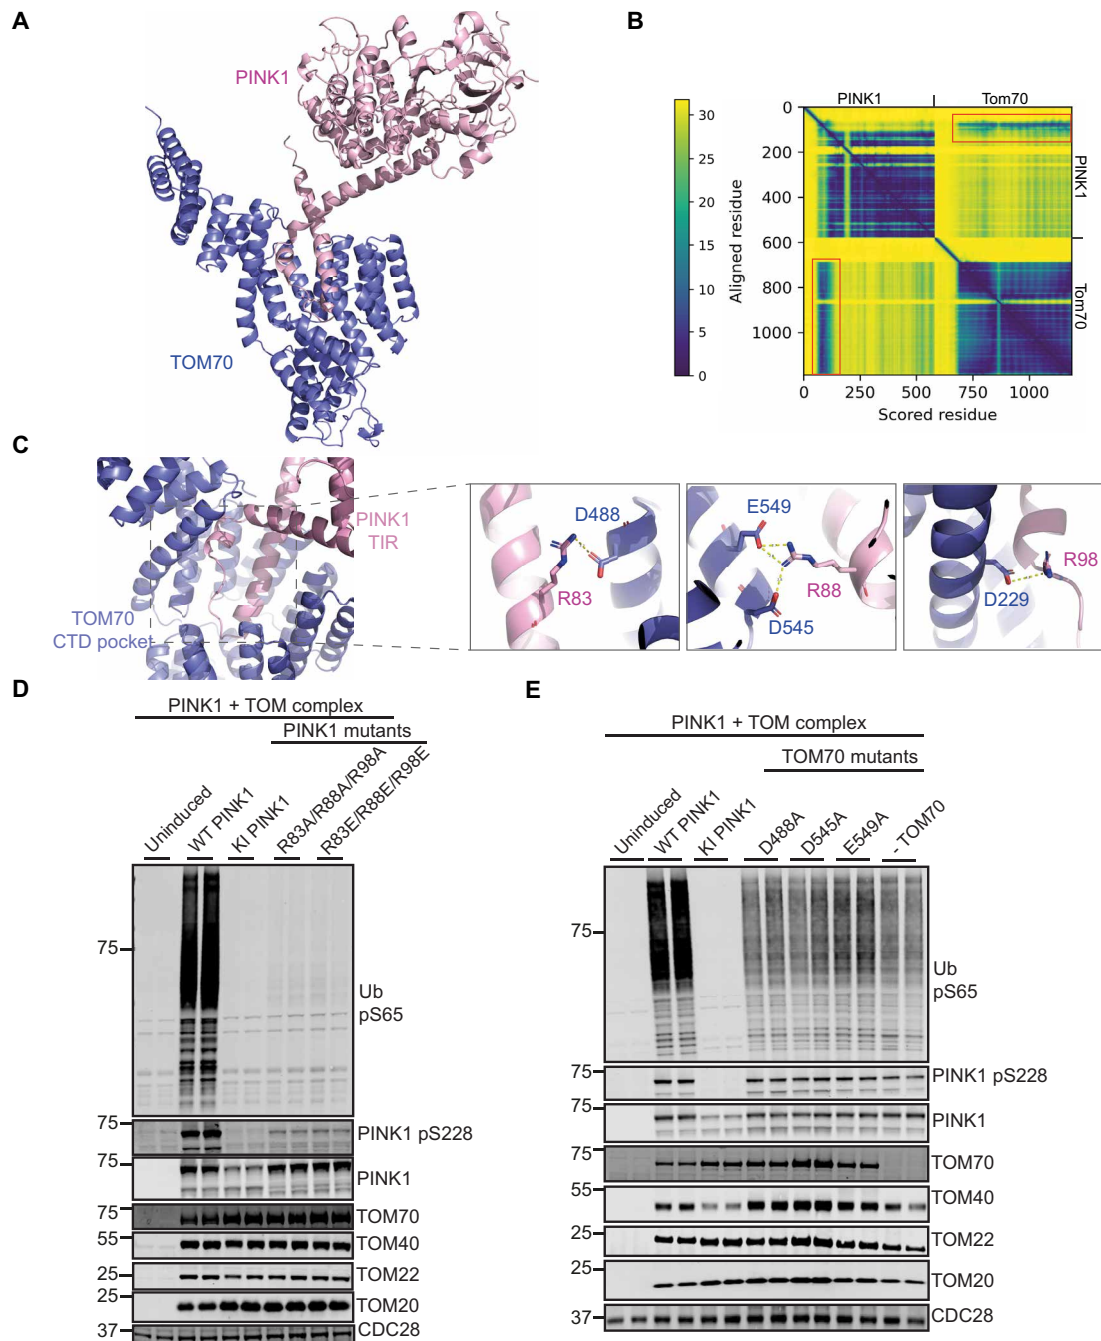 A
PINK1
TOM70
B
PINK1 Tom70
30
25
20
15
10
5
0
0
200
400
600
800
1000
Aligned residue
PINK1
Tom70
0 250 500 750 1000
Scored residue
C
PINK1
TIR
TOM70
CTD pocket
D488
R83
E549
R88
D545
R98
D229
D
PINK1 + TOM complex
PINK1 mutants
Uninduced
WT PINK1
KI PINK1
R83A/R88A/R98A
R83E/R88E/R98E
75
Ub
pS65
75
PINK1 pS228
75
PINK1
75
TOM70
55
TOM40
25
TOM22
25
TOM20
37
CDC28
E
PINK1 + TOM complex
TOM70 mutants
Uninduced
WT PINK1
KI PINK1
D488A
D545A
E549A
- TOM70
75
Ub
pS65
75
PINK1 pS228
75
PINK1
75
TOM70
55
TOM40
25
TOM22
25
TOM20
37
CDC28